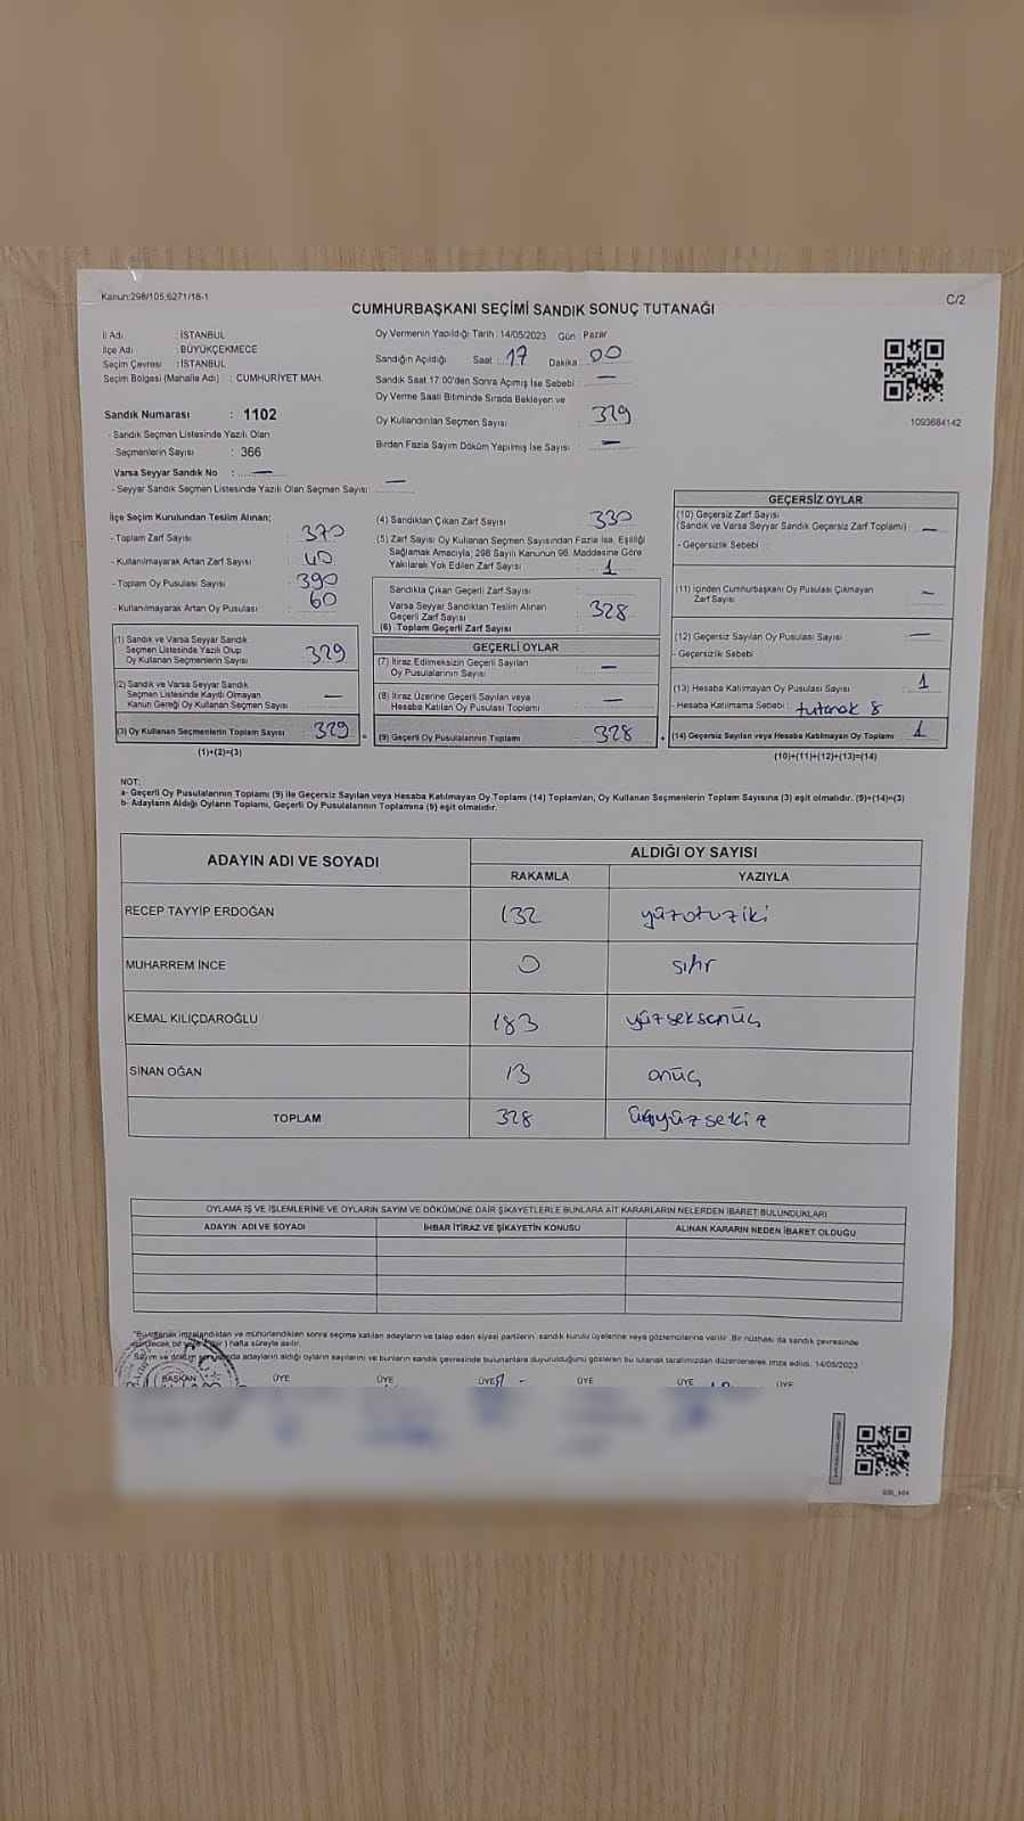 Kanun:298/105,6271/18-1
C/2
CUMHURBAŞKANI SEÇİMİ SANDIK SONUÇ TUTANAĞI
İl Adı : İSTANBUL
İlçe Adı : BÜYÜKÇEKMECE
Seçim Çevresi : İSTANBUL
Seçim Bölgesi (Mahalle Adı) : CUMHURİYET MAH.
Sandık Numarası : 1102
- Sandık Seçmen Listesinde Yazılı Olan
Seçmenlerin Sayısı : 366
Varsa Seyyar Sandık No : —
- Seyyar Sandık Seçmen Listesinde Yazılı Olan Seçmen Sayısı —
Oy Vermenin Yapıldığı Tarih : 14/05/2023 Gün Pazar
Sandığın Açıldığı : Saat 17 Dakika 00
Sandık Saat 17:00'den Sonra Açılmış İse Sebebi —
Oy Verme Saati Bitiminde Sırada Bekleyen ve
Oy Kullandırılan Seçmen Sayısı 329
Birden Fazla Sayım Döküm Yapılmış İse Sayısı —
1093684142
İlçe Seçim Kurulundan Teslim Alınan;
- Toplam Zarf Sayısı 370
- Kullanılmayarak Artan Zarf Sayısı 40
- Toplam Oy Pusulası Sayısı 390
- Kullanılmayarak Artan Oy Pusulası 60
(1) Sandık ve Varsa Seyyar Sandık
Seçmen Listesinde Yazılı Olup
Oy Kullanan Seçmenlerin Sayısı 329
(2) Sandık ve Varsa Seyyar Sandık
Seçmen Listesinde Kayıtlı Olmayan
Kanun Gereği Oy Kullanan Seçmen Sayısı —
(3) Oy Kullanan Seçmenlerin Toplam Sayısı 329 =
(1)+(2)=(3)
(4) Sandıktan Çıkan Zarf Sayısı 330
(5) Zarf Sayısı Oy Kullanan Seçmen Sayısından Fazla İse, Eşitliği
Sağlamak Amacıyla; 298 Sayılı Kanunun 98. Maddesine Göre
Yakılarak Yok Edilen Zarf Sayısı 1
Sandıkta Çıkan Geçerli Zarf Sayısı
Varsa Seyyar Sandıktan Teslim Alınan
Geçerli Zarf Sayısı
(6) Toplam Geçerli Zarf Sayısı 328
GEÇERLİ OYLAR
(7) İtiraz Edilmeksizin Geçerli Sayılan
Oy Pusulalarının Sayısı —
(8) İtiraz Üzerine Geçerli Sayılan veya
Hesaba Katılan Oy Pusulası Toplamı —
(9) Geçerli Oy Pusulalarının Toplamı 328 +
GEÇERSİZ OYLAR
(10) Geçersiz Zarf Sayısı
(Sandık ve Varsa Seyyar Sandık Geçersiz Zarf Toplamı) —
- Geçersizlik Sebebi :
(11) İçinden Cumhurbaşkanı Oy Pusulası Çıkmayan
Zarf Sayısı —
(12) Geçersiz Sayılan Oy Pusulası Sayısı —
- Geçersizlik Sebebi
(13) Hesaba Katılmayan Oy Pusulası Sayısı 1
- Hesaba Katılmama Sebebi : tutanak 8
(14) Geçersiz Sayılan veya Hesaba Katılmayan Oy Toplamı 1
(10)+(11)+(12)+(13)=(14)
NOT:
a- Geçerli Oy Pusulalarının Toplamı (9) ile Geçersiz Sayılan veya Hesaba Katılmayan Oy Toplamı (14) Toplamları, Oy Kullanan Seçmenlerin Toplam Sayısına (3) eşit olmalıdır. (9)+(14)=(3)
b- Adayların Aldığı Oyların Toplamı, Geçerli Oy Pusulalarının Toplamına (9) eşit olmalıdır.
ADAYIN ADI VE SOYADI ALDIĞI OY SAYISI
RAKAMLA YAZIYLA
RECEP TAYYİP ERDOĞAN 132 yüzotuziki
MUHARREM İNCE 0 sıfır
KEMAL KILIÇDAROĞLU 183 yüzseksenüç
SİNAN OĞAN 13 onüç
TOPLAM 328 üçyüzsekiz
OYLAMA İŞ VE İŞLEMLERİNE VE OYLARIN SAYIM VE DÖKÜMÜNE DAİR ŞİKAYETLERLE BUNLARA AİT KARARLARIN NELERDEN İBARET BULUNDUKLARI
ADAYIN ADI VE SOYADI İHBAR İTİRAZ VE ŞİKAYETİN KONUSU ALINAN KARARIN NEDEN İBARET OLDUĞU
imzalandıktan ve mühürlendikten sonra seçime katılan adayların ve talep eden siyasi partilerin sandık kurulu üyelerine veya gözlemcilerine verilir. Bir nüshası da sandık çevresinde
hafta süreyle asılır.
Sayım ve döküm adayların aldığı oyların sayılarını ve bunların sandık çevresinde bulunanlara duyurulduğunu gösteren bu tutanak tarafımızdan düzenlenerek imza edildi. 14/05/2023
BAŞKAN ÜYE ÜYE ÜYE ÜYE ÜYE ÜYE